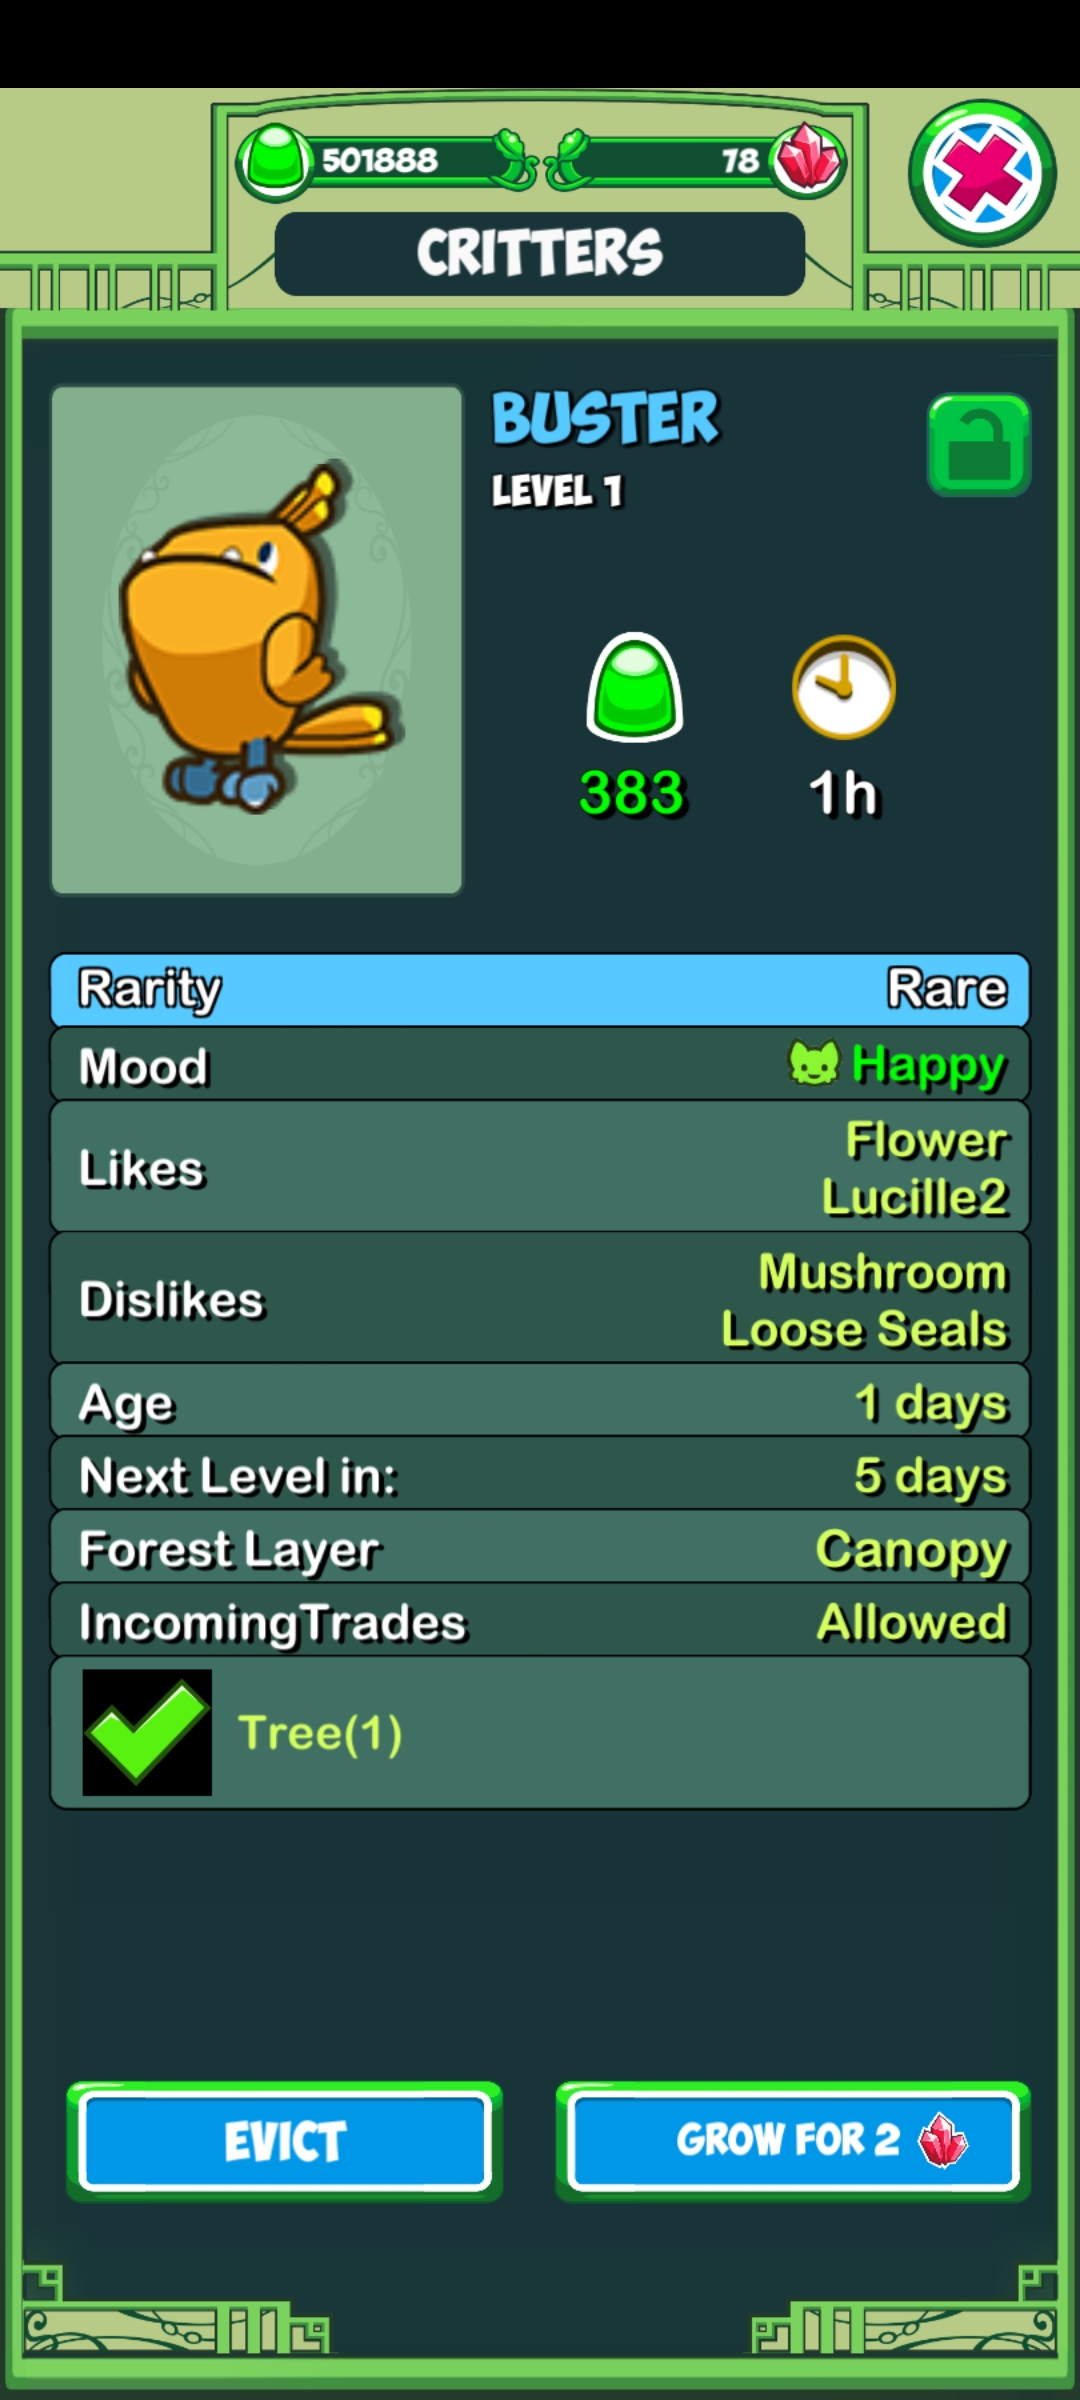 501888
78
CRITTERS
BUSTER
LEVEL 1
383
1h
Rarity Rare
Mood Happy
Likes Flower
Lucille2
Dislikes Mushroom
Loose Seals
Age 1 days
Next Level in: 5 days
Forest Layer Canopy
IncomingTrades Allowed
Tree(1)
EVICT
GROW FOR 2